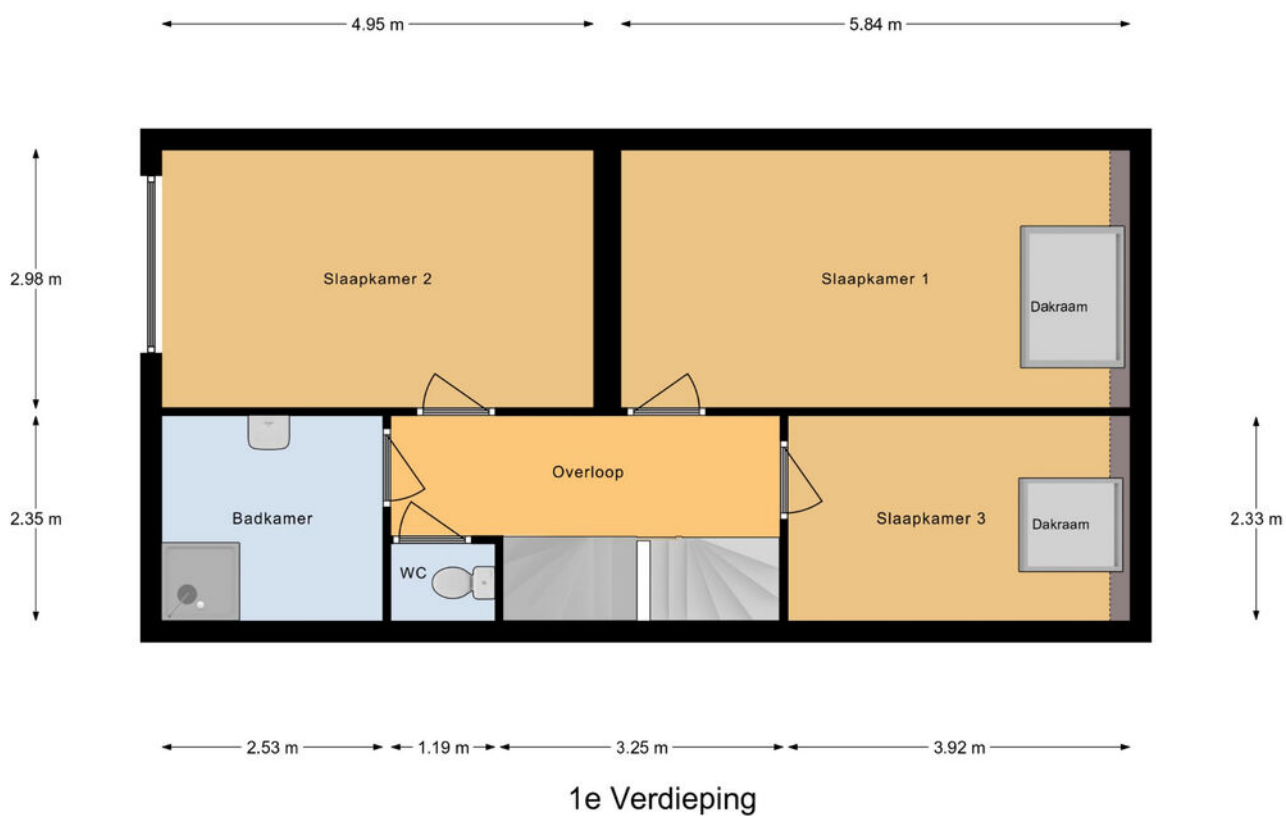 4.95 m
5.84 m
2.98 m
Slaapkamer 2
Slaapkamer 1
Dakraam
Overloop
2.35 m
Badkamer
Slaapkamer 3
Dakraam
2.33 m
WC
2.53 m
1.19 m
3.25 m
3.92 m
1e Verdieping